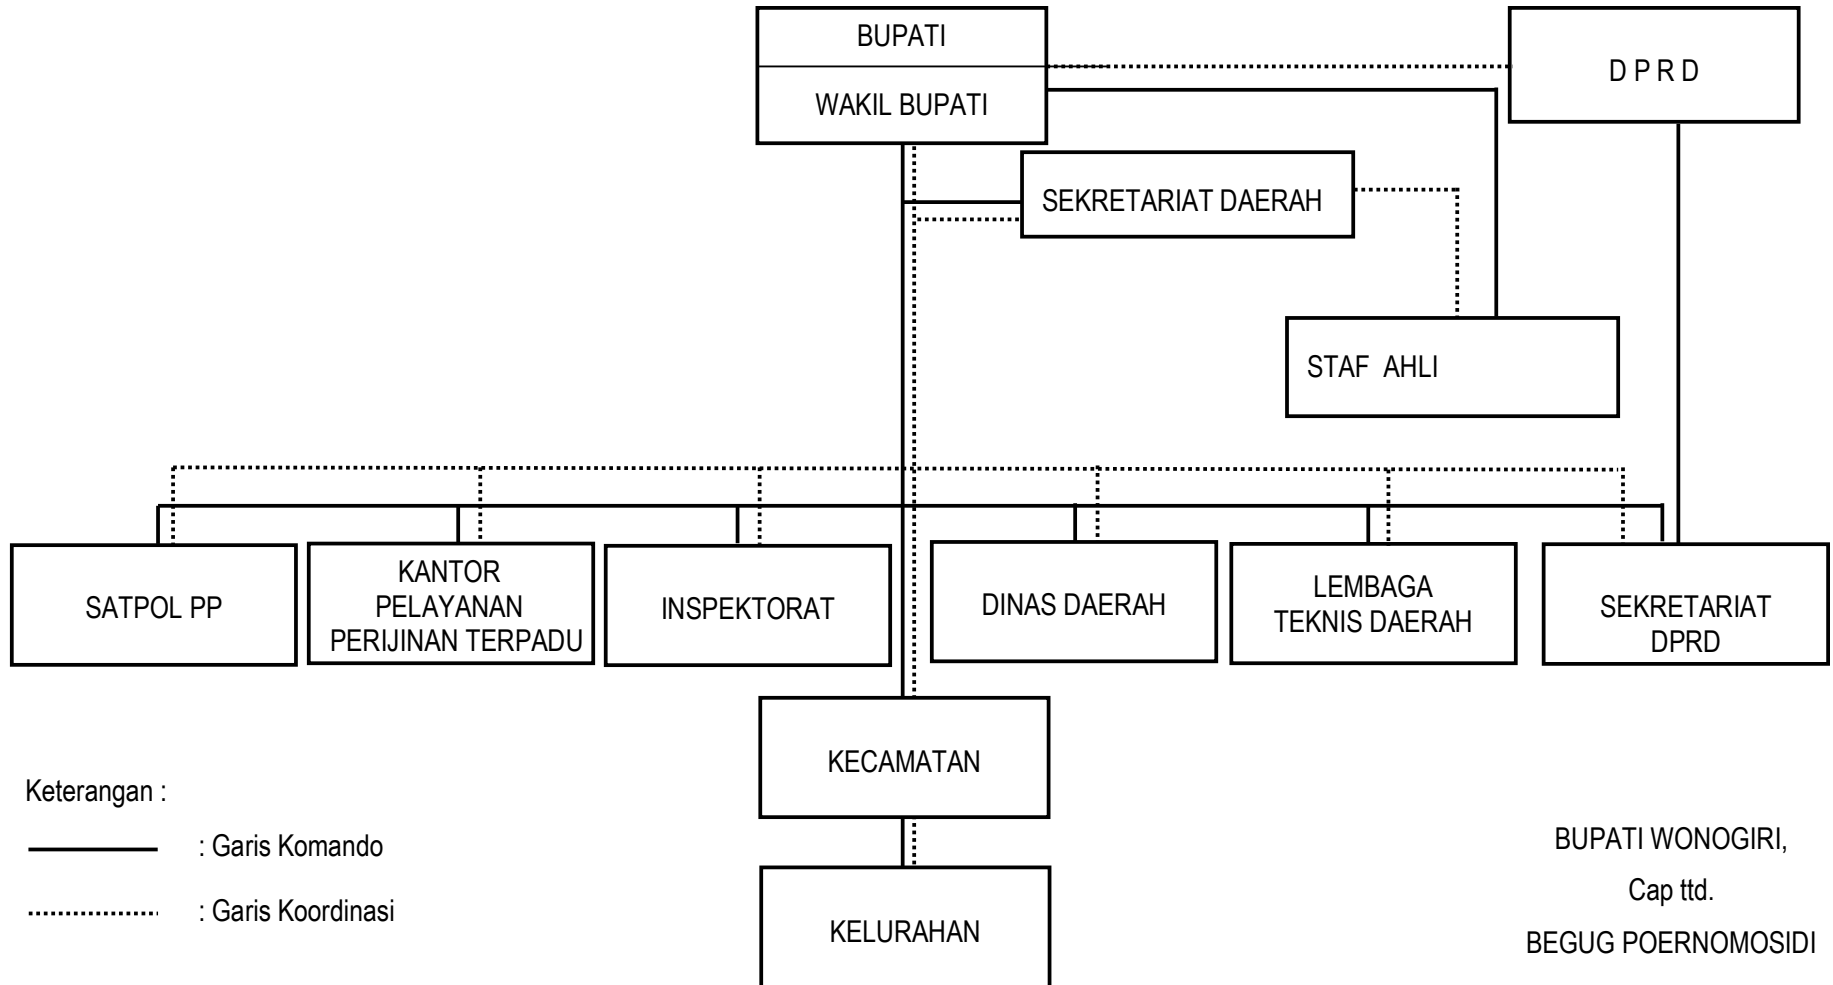 BUPATI
WAKIL BUPATI
D P R D
SEKRETARIAT DAERAH
STAF AHLI
SATPOL PP
KANTOR
PELAYANAN
PERIJINAN TERPADU
INSPEKTORAT
DINAS DAERAH
LEMBAGA
TEKNIS DAERAH
SEKRETARIAT
DPRD
KECAMATAN
KELURAHAN
Keterangan :
: Garis Komando
: Garis Koordinasi
BUPATI WONOGIRI,
Cap ttd.
BEGUG POERNOMOSIDI